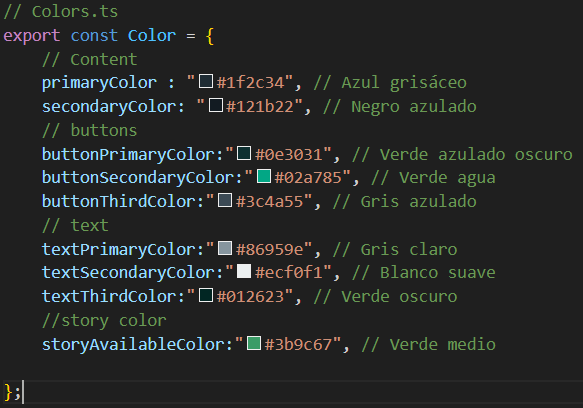 // Colors.ts
export const Color = {
// Content
primaryColor : "#1f2c34", // Azul grisáceo
secondaryColor: "#121b22", // Negro azulado
// buttons
buttonPrimaryColor:"#0e3031", // Verde azulado oscuro
buttonSecondaryColor:"#02a785", // Verde agua
buttonThirdColor:"#3c4a55", // Gris azulado
// text
textPrimaryColor:"#86959e", // Gris claro
textSecondaryColor:"#ecf0f1", // Blanco suave
textThirdColor:"#012623", // Verde oscuro
//story color
storyAvailableColor:"#3b9c67", // Verde medio
};